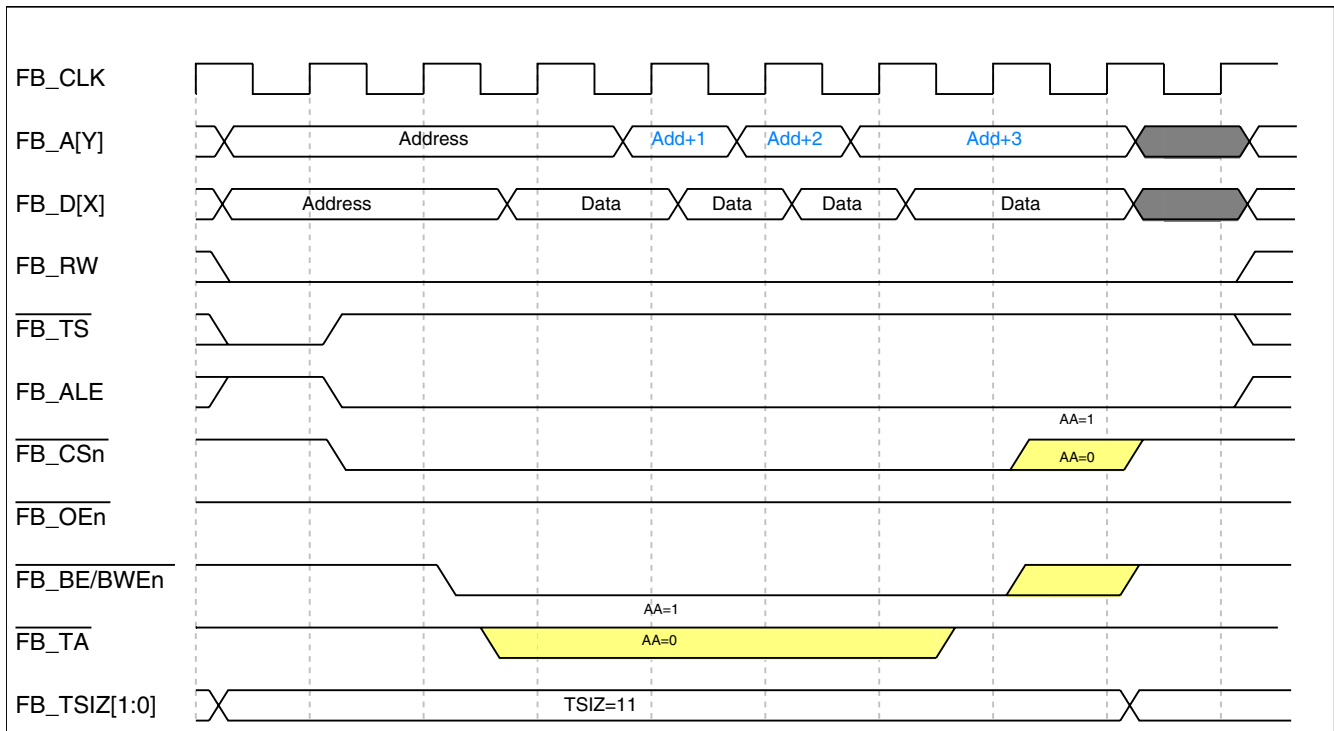 FB_CLK
FB_A[Y] Address Add+1 Add+2 Add+3
FB_D[X] Address Data Data Data Data
FB_RW
FB_TS
FB_ALE
AA=1
FB_CSn AA=0
FB_OEn
FB_BE/BWEn
AA=1
FB_TA AA=0
FB_TSIZ[1:0] TSIZ=11